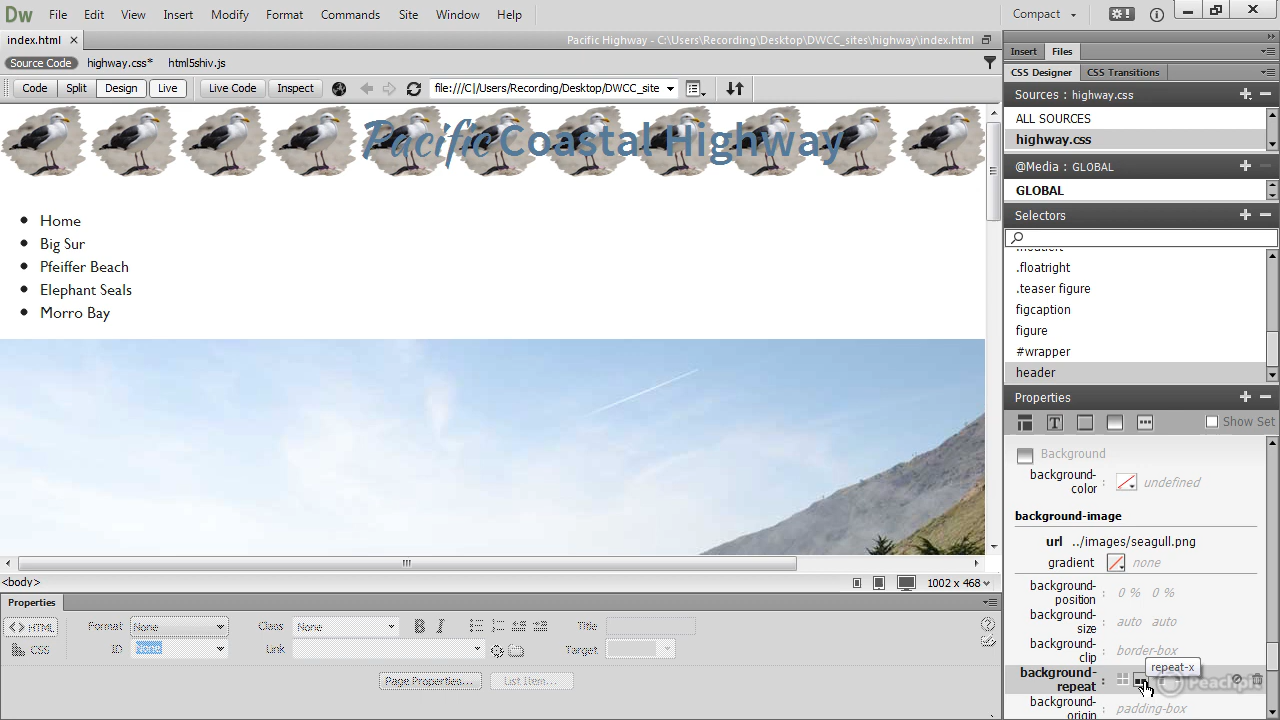 Dw File Edit View Insert Modify Format Commands Site Window Help Compact
index.html Pacific Highway - C:\Users\Recording\Desktop\DWCC_sites\highway\index.html
Source Code highway.css* html5shiv.js
Code Split Design Live Live Code Inspect file:///C|/Users/Recording/Desktop/DWCC_site
Pacific Coastal Highway
Home
Big Sur
Pfeiffer Beach
Elephant Seals
Morro Bay
<body> 1002 x 468
Properties
<> HTML Format None Class None Title
CSS ID None Link Target
Page Properties... List Item...
Insert Files
CSS Designer CSS Transitions
Sources : highway.css
ALL SOURCES
highway.css
@Media : GLOBAL
GLOBAL
Selectors
.floatright
.teaser figure
figcaption
figure
#wrapper
header
Properties
Show Set
Background
background-color : undefined
background-image
url ../images/seagull.png
gradient none
background-position : 0 % 0 %
background-size : auto auto
background-clip : border-box
repeat-x
background-repeat :
Peachpit
background-origin : padding-box